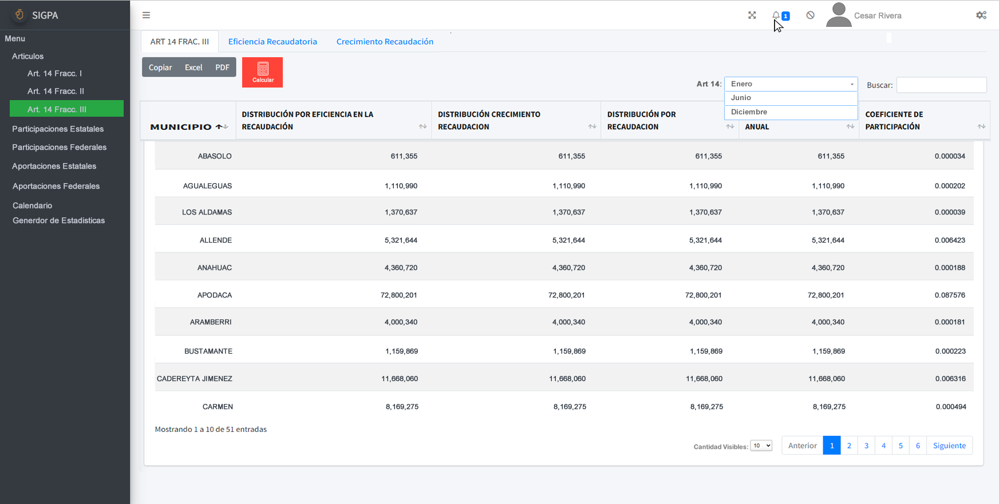 SIGPA
1
Cesar Rivera
Menu
Articulos
Art. 14 Fracc. I
Art. 14 Fracc. II
Art. 14 Fracc. III
Participaciones Estatales
Participaciones Federales
Aportaciones Estatales
Aportaciones Federales
Calendario
Generdor de Estadisticas
ART 14 FRAC. III
Eficiencia Recaudatoria
Crecimiento Recaudación
Copiar Excel PDF
Calcular
Art 14: Enero
Junio
Diciembre
Buscar:
MUNICIPIO
DISTRIBUCIÓN POR EFICIENCIA EN LA
RECAUDACIÓN
DISTRIBUCIÓN CRECIMIENTO
RECAUDACION
DISTRIBUCIÓN POR
RECAUDACION
ANUAL
COEFICIENTE DE
PARTICIPACIÓN
ABASOLO 611,355 611,355 611,355 611,355 0.000034
AGUALEGUAS 1,110,990 1,110,990 1,110,990 1,110,990 0.000202
LOS ALDAMAS 1,370,637 1,370,637 1,370,637 1,370,637 0.000039
ALLENDE 5,321,644 5,321,644 5,321,644 5,321,644 0.006423
ANAHUAC 4,360,720 4,360,720 4,360,720 4,360,720 0.000188
APODACA 72,800,201 72,800,201 72,800,201 72,800,201 0.087576
ARAMBERRI 4,000,340 4,000,340 4,000,340 4,000,340 0.000181
BUSTAMANTE 1,159,869 1,159,869 1,159,869 1,159,869 0.000223
CADEREYTA JIMENEZ 11,668,060 11,668,060 11,668,060 11,668,060 0.006316
CARMEN 8,169,275 8,169,275 8,169,275 8,169,275 0.000494
Mostrando 1 a 10 de 51 entradas
Cantidad Visibles: 10
Anterior 1 2 3 4 5 6 Siguiente